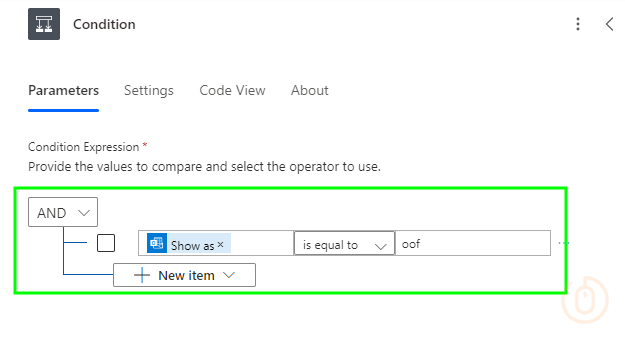 Condition
Parameters Settings Code View About
Condition Expression *
Provide the values to compare and select the operator to use.
AND
Show as × is equal to oof
New item